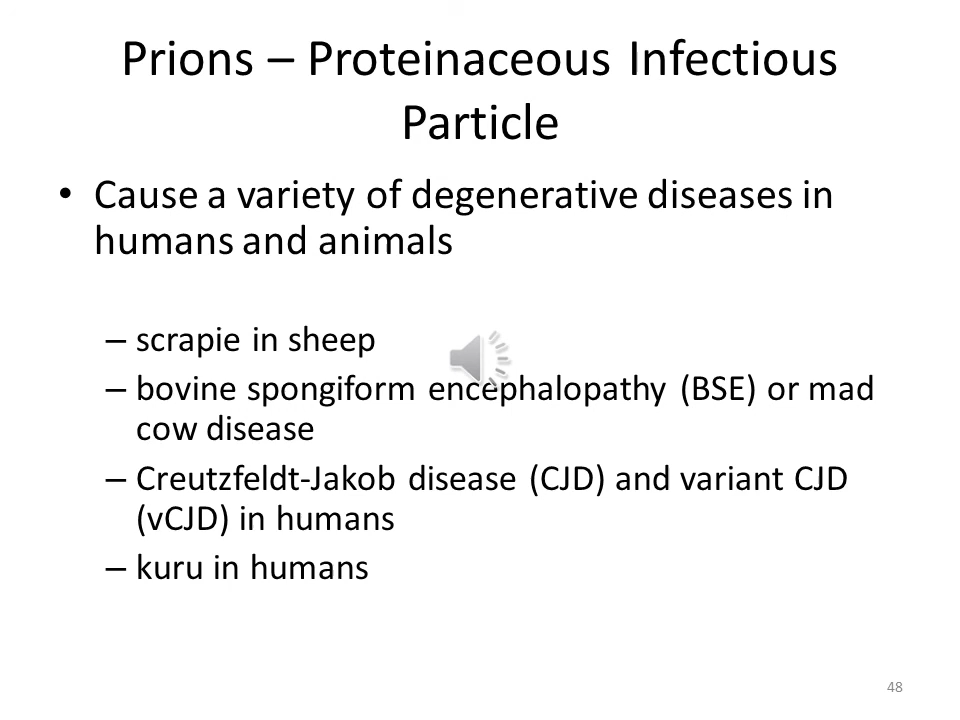 Prions – Proteinaceous Infectious
Particle
• Cause a variety of degenerative diseases in
humans and animals
– scrapie in sheep
– bovine spongiform encephalopathy (BSE) or mad
cow disease
– Creutzfeldt-Jakob disease (CJD) and variant CJD
(vCJD) in humans
– kuru in humans
48